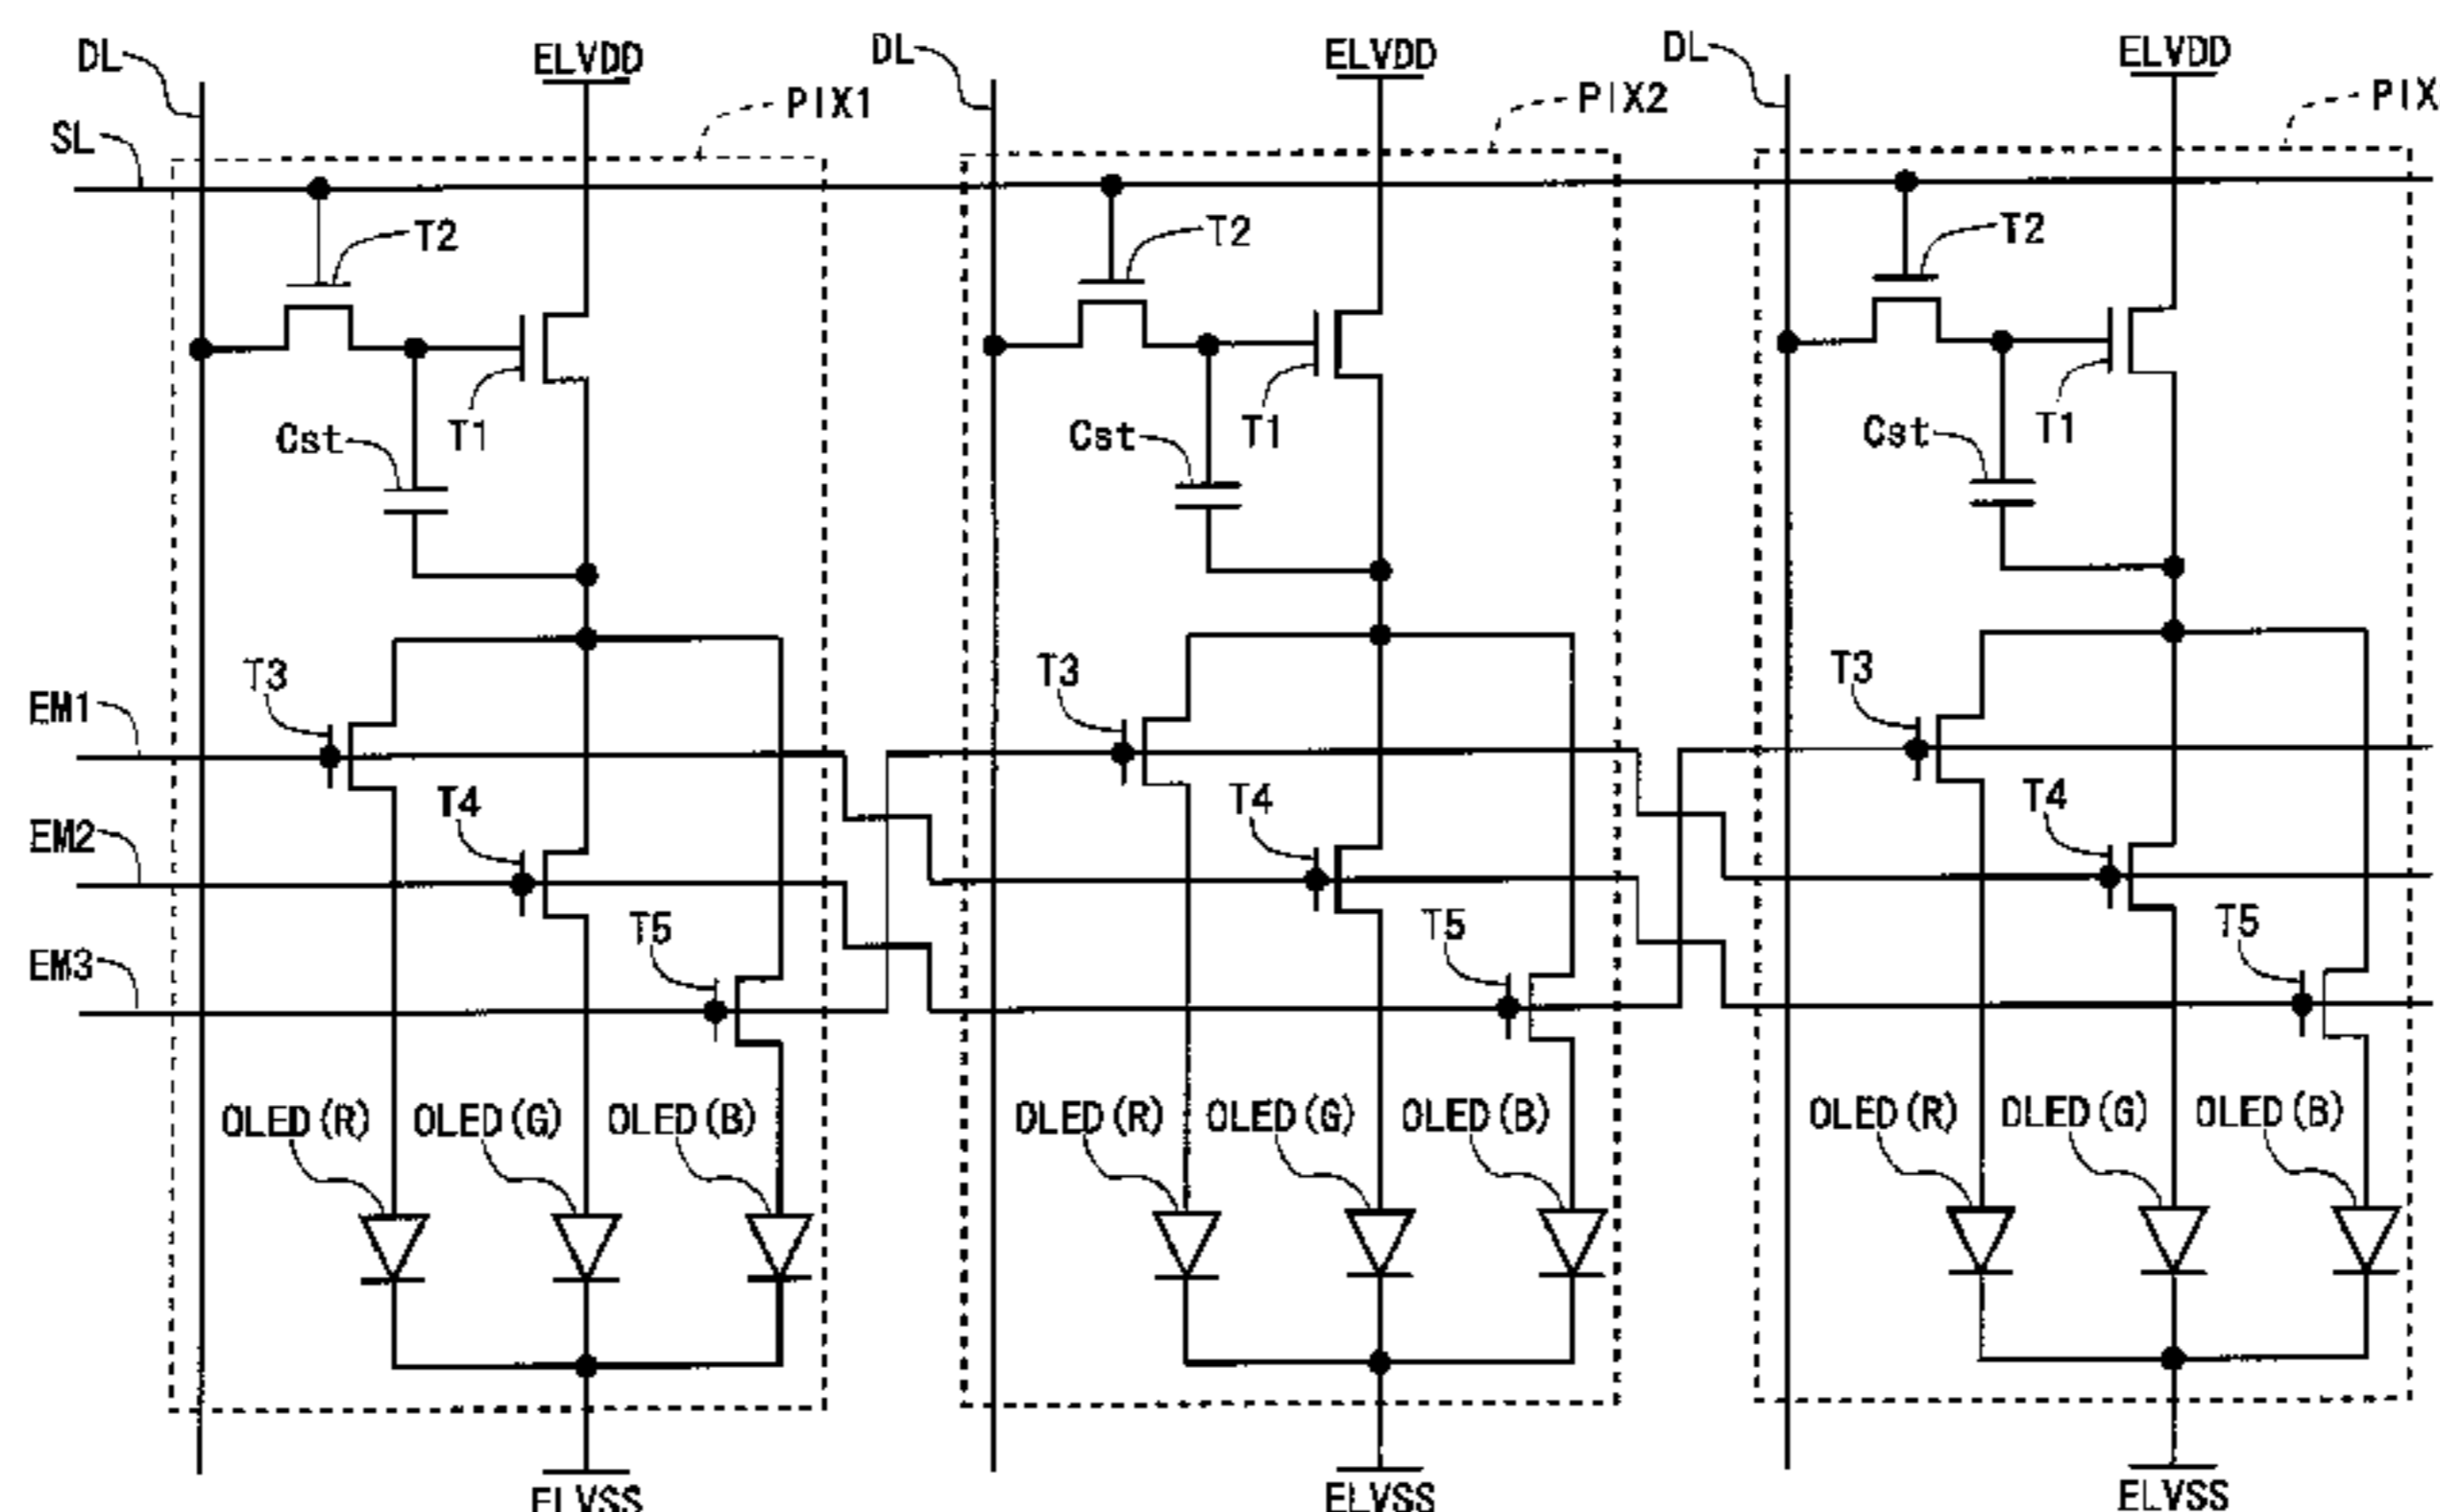 DL ELVDD DL ELVDD DL ELVDD
PIX1 PIX2 PIX
SL
T2 T2 T2
T1 T1 T1
Cst Cst Cst
T3 T3 T3
EM1
T4 T4 T4
EM2
T5 T5 T5
EM3
OLED(R) OLED(G) OLED(B) OLED(R) OLED(G) OLED(B) OLED(R) OLED(G) OLED(B)
ELVSS ELVSS ELVSS